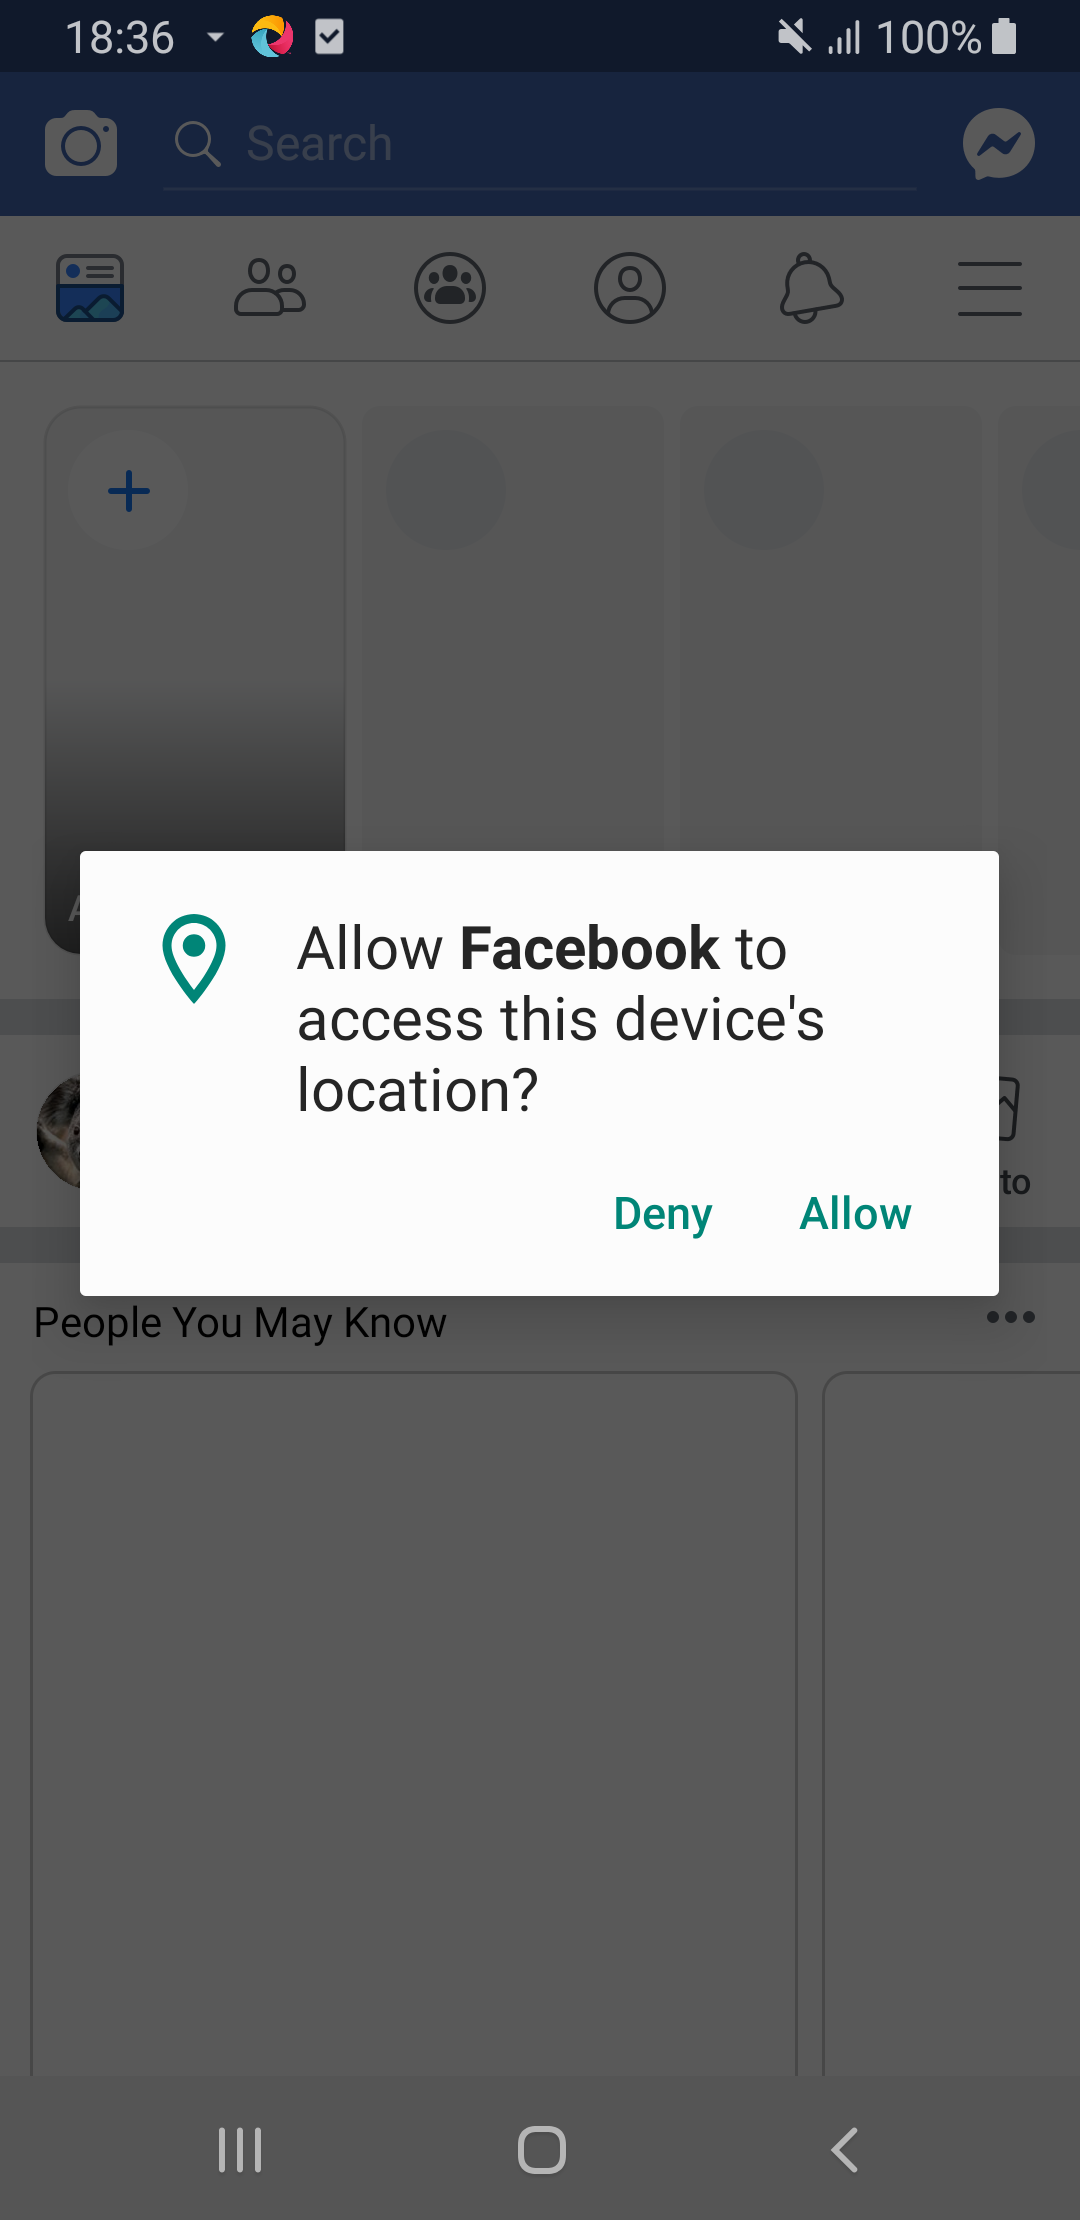 18:36
100%
Search
Allow Facebook to
access this device's
location?
to
Deny Allow
People You May Know